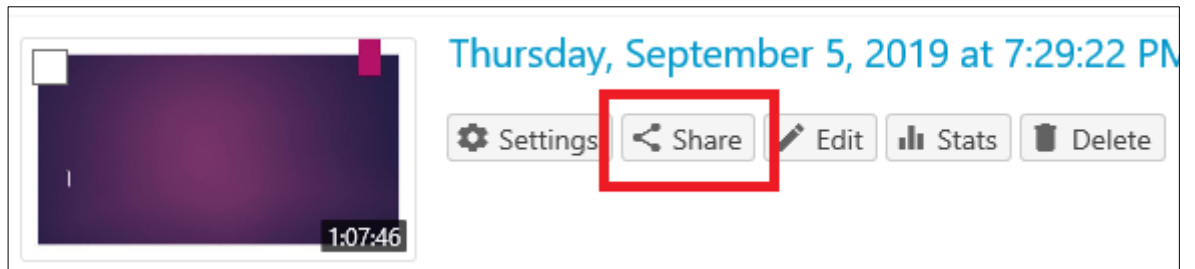 Thursday, September 5, 2019 at 7:29:22 PM
Settings Share Edit Stats Delete
1:07:46